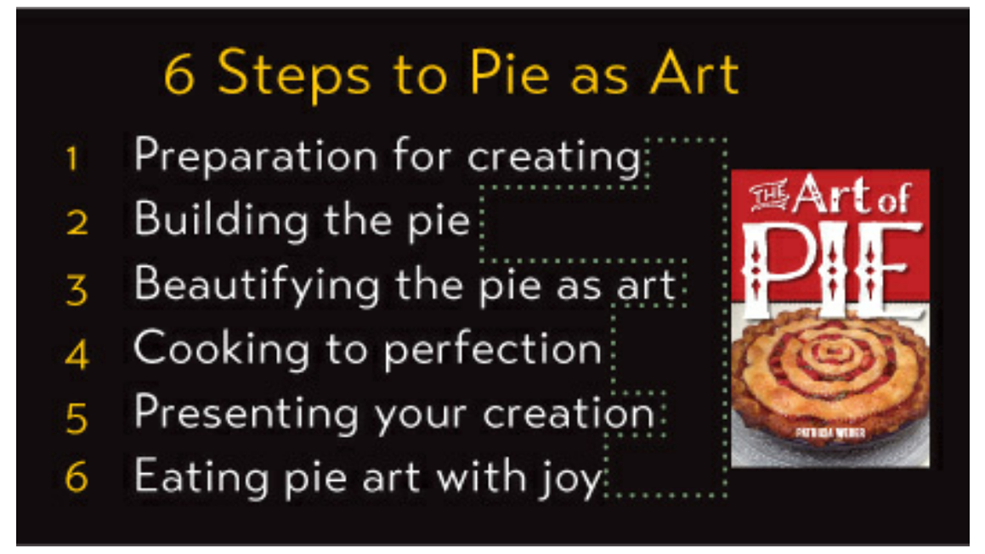 6 Steps to Pie as Art
1 Preparation for creating
2 Building the pie
3 Beautifying the pie as art
4 Cooking to perfection
5 Presenting your creation
6 Eating pie art with joy
THE Art of
PIE
PATRICIA WEBER